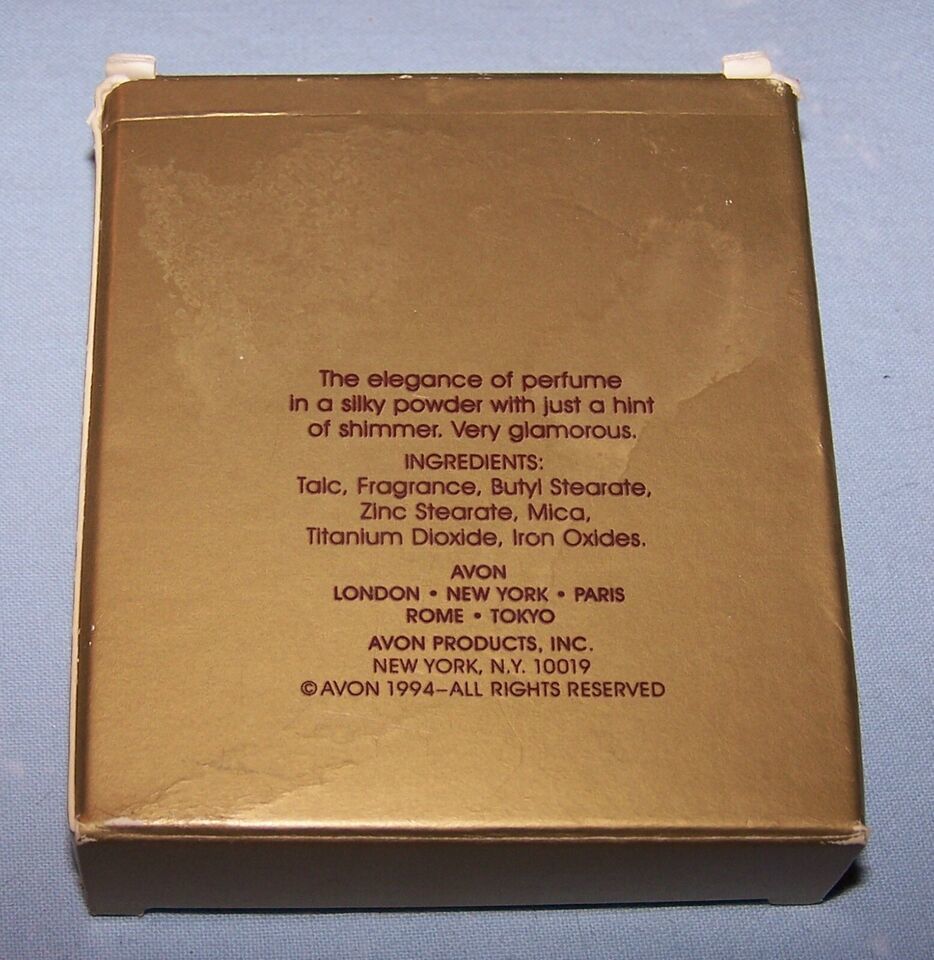 The elegance of perfume
in a silky powder with just a hint
of shimmer. Very glamorous.
INGREDIENTS:
Talc, Fragrance, Butyl Stearate,
Zinc Stearate, Mica,
Titanium Dioxide, Iron Oxides.
AVON
LONDON • NEW YORK • PARIS
ROME • TOKYO
AVON PRODUCTS, INC.
NEW YORK, N.Y. 10019
©AVON 1994–ALL RIGHTS RESERVED